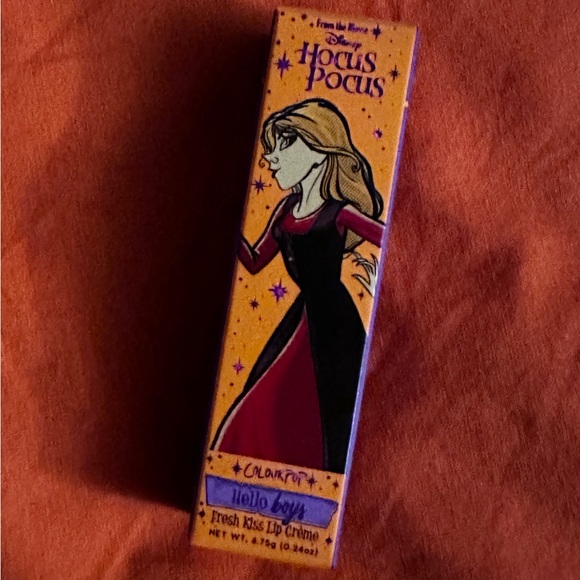 From the Movie
Disney
HOCUS
POCUS
COLOURPOP
Hello boys
Fresh Kiss Lip Crème
NET WT. 6.75g (0.24oz)